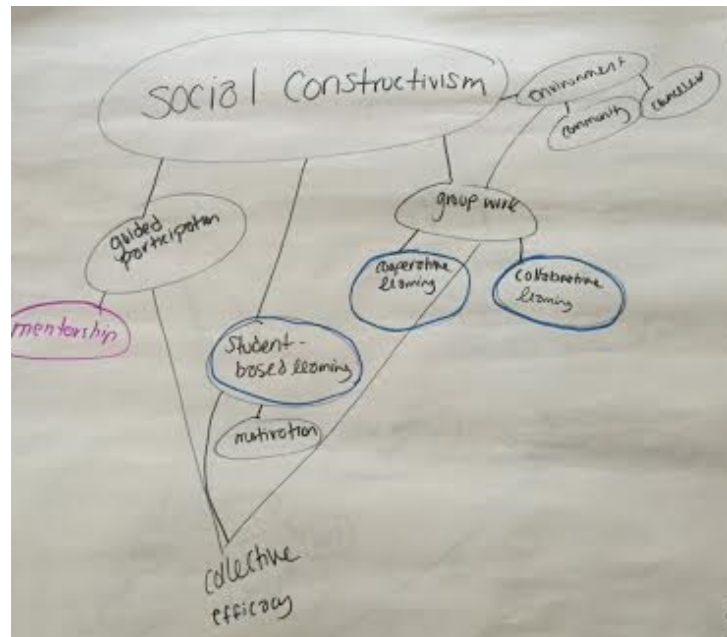 social constructivism
environment
community
group work
guided
participation
cooperative
learning
collaborative
learning
mentorship
student-
based learning
motivation
collective
efficacy